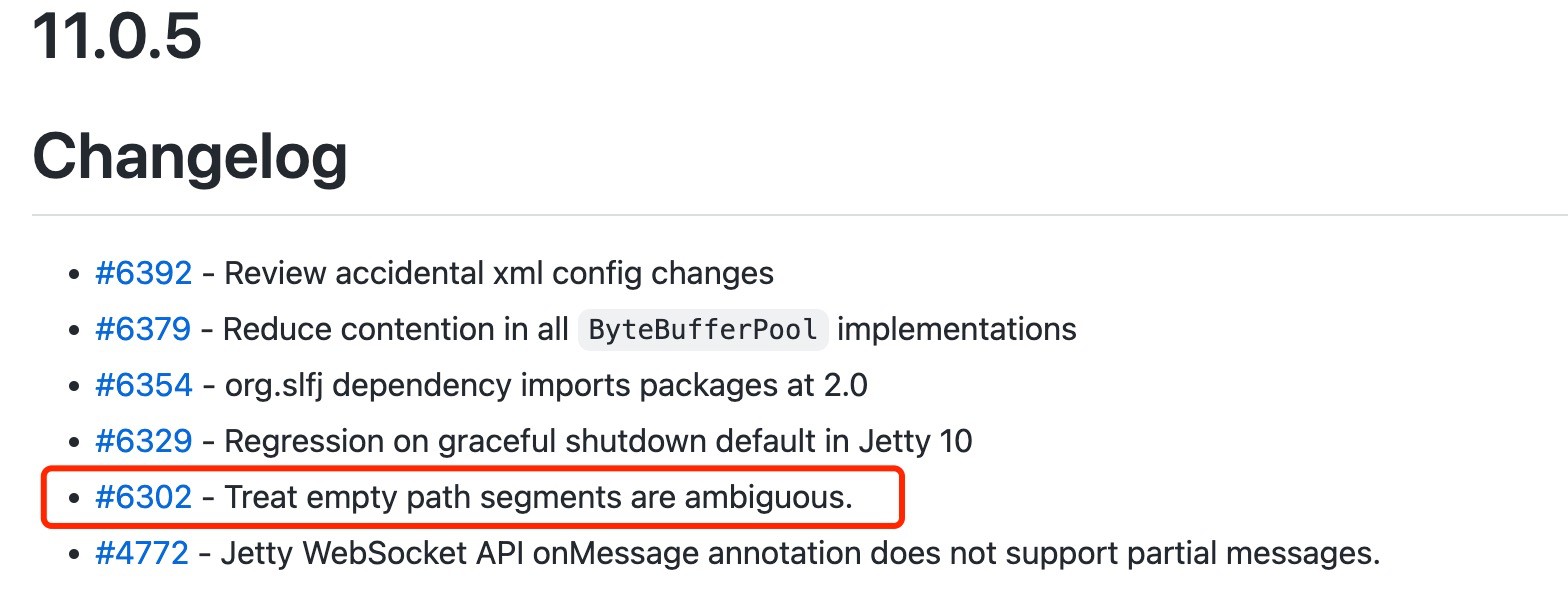 11.0.5
Changelog
#6392 - Review accidental xml config changes
#6379 - Reduce contention in all ByteBufferPool implementations
#6354 - org.slfj dependency imports packages at 2.0
#6329 - Regression on graceful shutdown default in Jetty 10
#6302 - Treat empty path segments are ambiguous.
#4772 - Jetty WebSocket API onMessage annotation does not support partial messages.